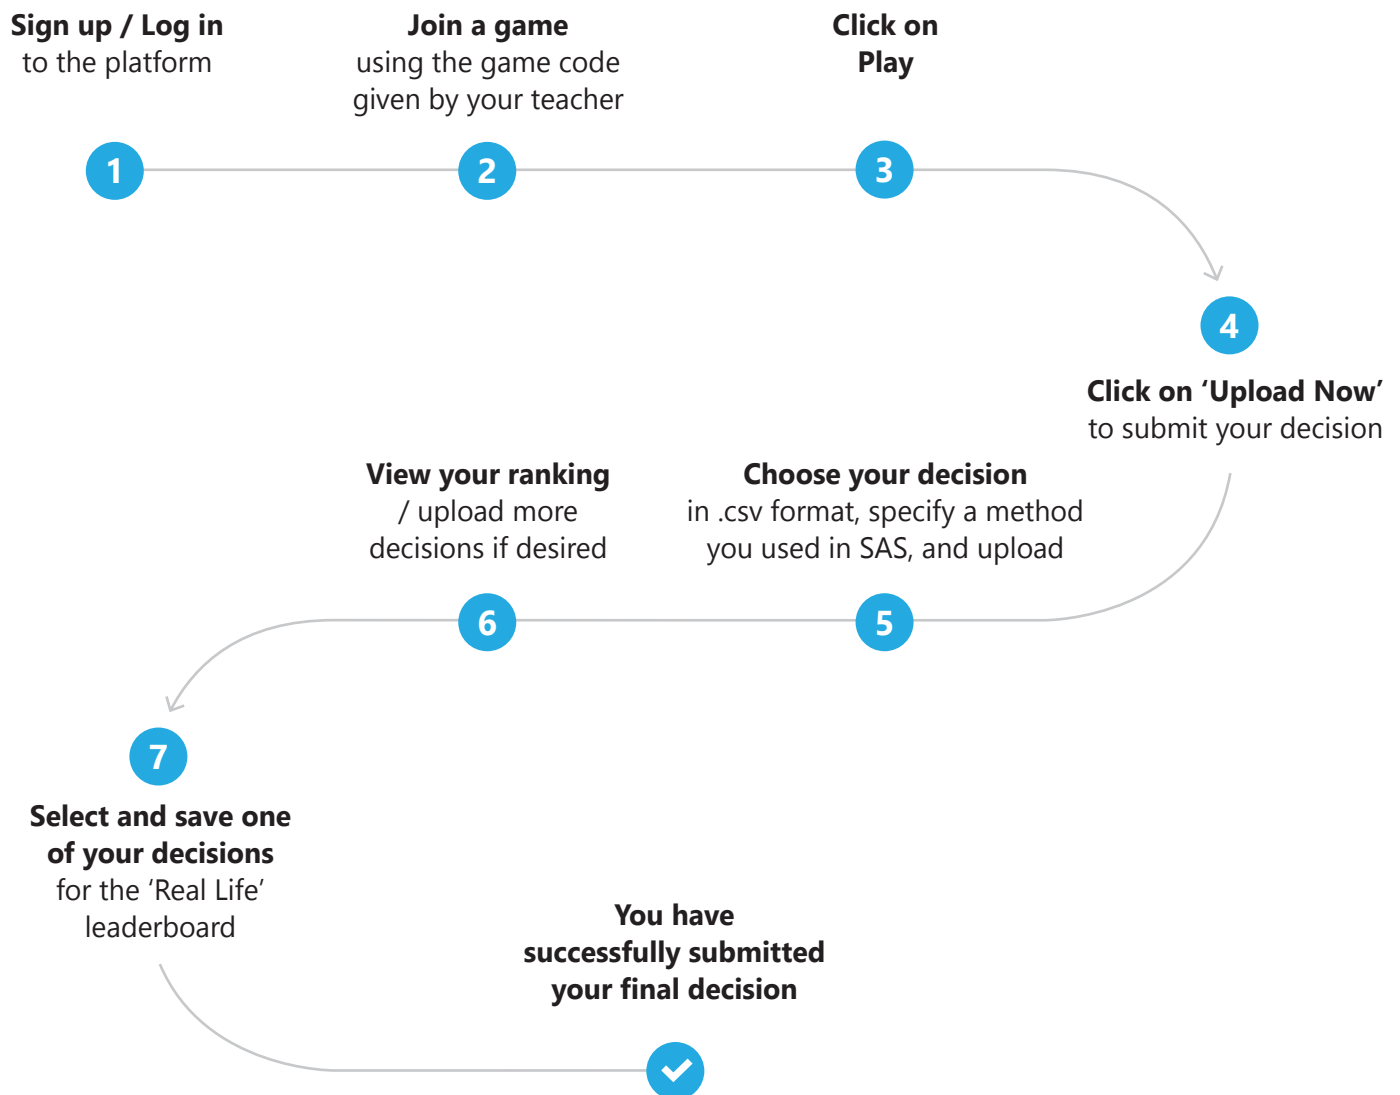 Sign up / Log in
to the platform
1
Join a game
using the game code
given by your teacher
2
Click on
Play
3
4
Click on ‘Upload Now’
to submit your decision
Choose your decision
in .csv format, specify a method
you used in SAS, and upload
5
View your ranking
/ upload more
decisions if desired
6
7
Select and save one
of your decisions
for the ‘Real Life’
leaderboard
You have
successfully submitted
your final decision